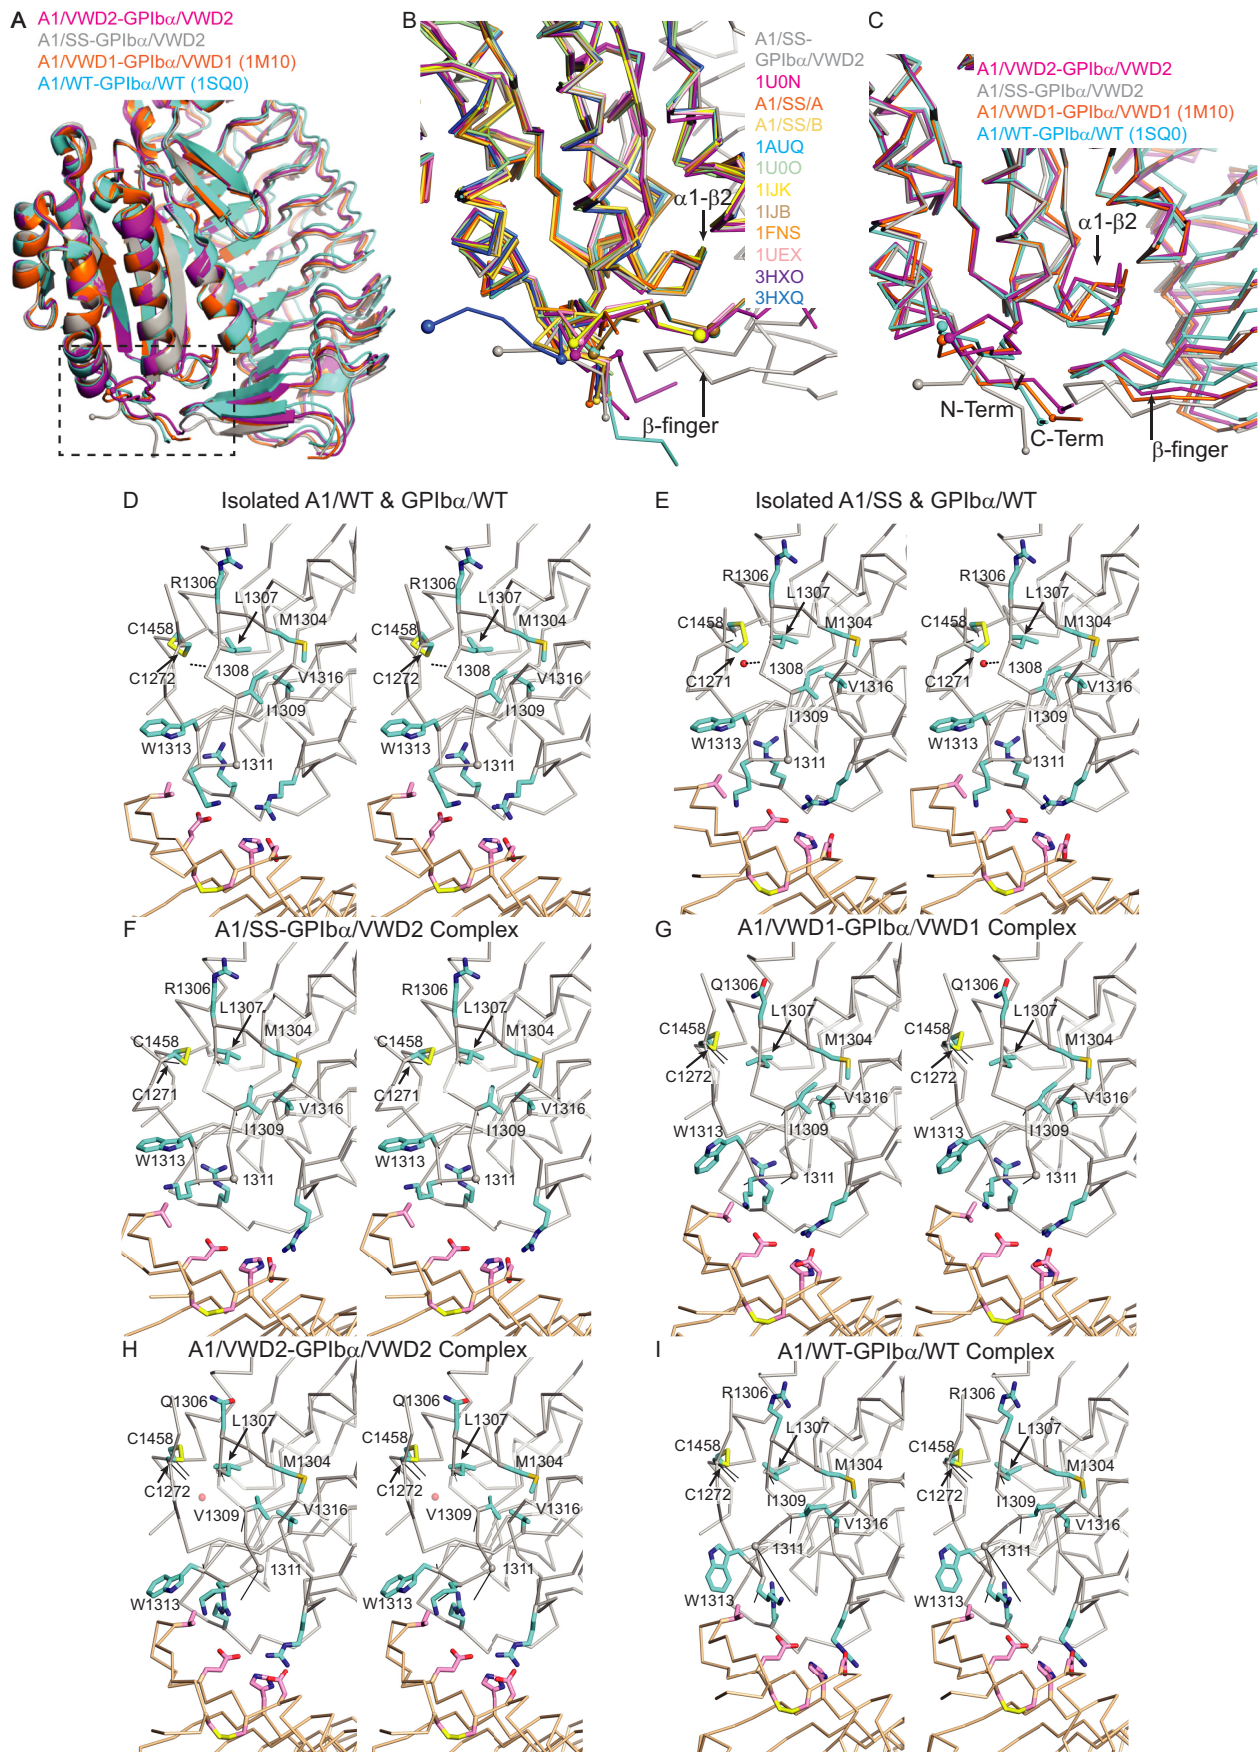 A
A1/VWD2-GPIbα/VWD2
A1/SS-GPIbα/VWD2
A1/VWD1-GPIbα/VWD1 (1M10)
A1/WT-GPIbα/WT (1SQ0)
B
A1/SS-
GPIbα/VWD2
1U0N
A1/SS/A
A1/SS/B
1AUQ
1U0O
1IJK
1IJB
1FNS
1UEX
3HXO
3HXQ
α1-β2
β-finger
C
A1/VWD2-GPIbα/VWD2
A1/SS-GPIbα/VWD2
A1/VWD1-GPIbα/VWD1 (1M10)
A1/WT-GPIbα/WT (1SQ0)
α1-β2
N-Term
C-Term
β-finger
D Isolated A1/WT & GPIbα/WT
R1306
L1307
C1458
M1304
C1272
1308
V1316
I1309
W1313
1311
R1306
L1307
C1458
M1304
C1272
1308
V1316
I1309
W1313
1311
E Isolated A1/SS & GPIbα/WT
R1306
L1307
C1458
M1304
C1271
1308
V1316
I1309
W1313
1311
R1306
L1307
C1458
M1304
C1271
1308
V1316
I1309
W1313
1311
F A1/SS-GPIbα/VWD2 Complex
R1306
L1307
C1458
M1304
C1271
V1316
I1309
W1313
1311
R1306
L1307
C1458
M1304
C1271
V1316
I1309
W1313
1311
G A1/VWD1-GPIbα/VWD1 Complex
Q1306
L1307
C1458
M1304
C1272
V1316
I1309
W1313
1311
Q1306
L1307
C1458
M1304
C1272
V1316
I1309
W1313
1311
H A1/VWD2-GPIbα/VWD2 Complex
Q1306
L1307
C1458
M1304
C1272
V1309
V1316
1311
W1313
Q1306
L1307
C1458
M1304
C1272
V1309
V1316
1311
W1313
I A1/WT-GPIbα/WT Complex
R1306
L1307
C1458
M1304
C1272
I1309
V1316
1311
W1313
R1306
L1307
C1458
M1304
C1272
I1309
V1316
1311
W1313